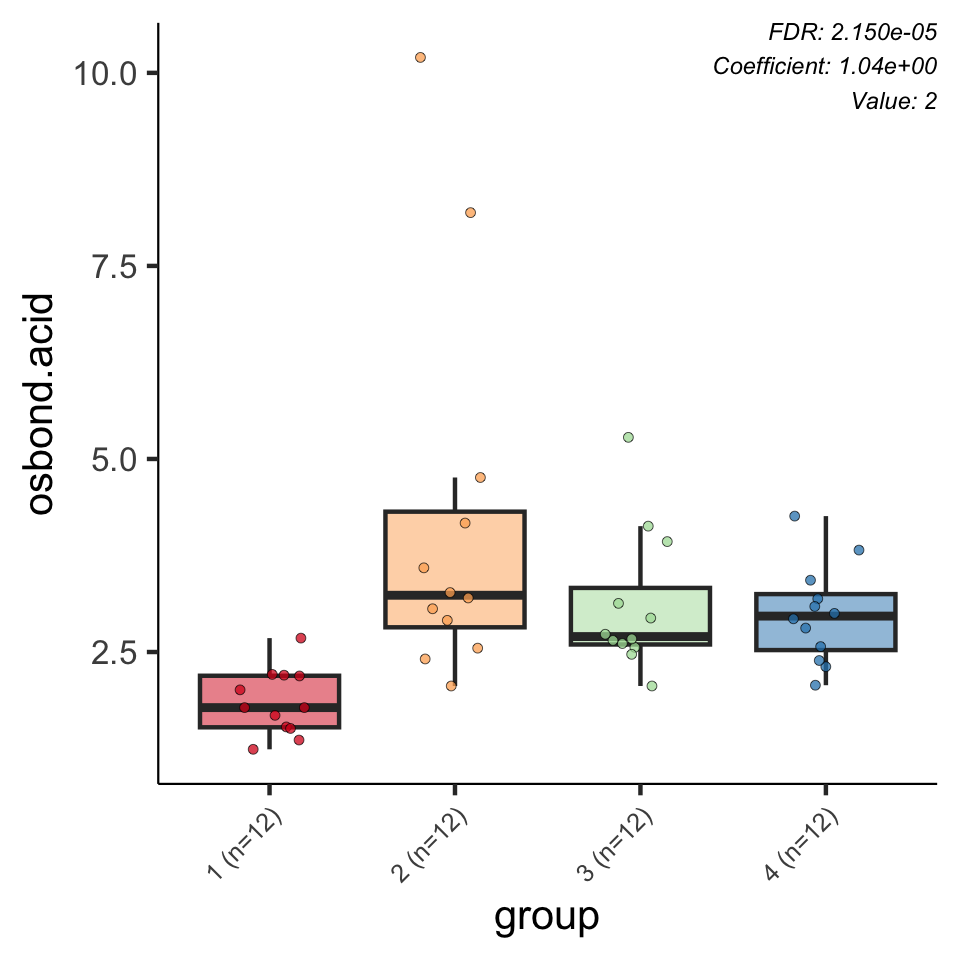 FDR: 2.150e-05
Coefficient: 1.04e+00
Value: 2
10.0
7.5
5.0
2.5
osbond.acid
1 (n=12)
2 (n=12)
3 (n=12)
4 (n=12)
group